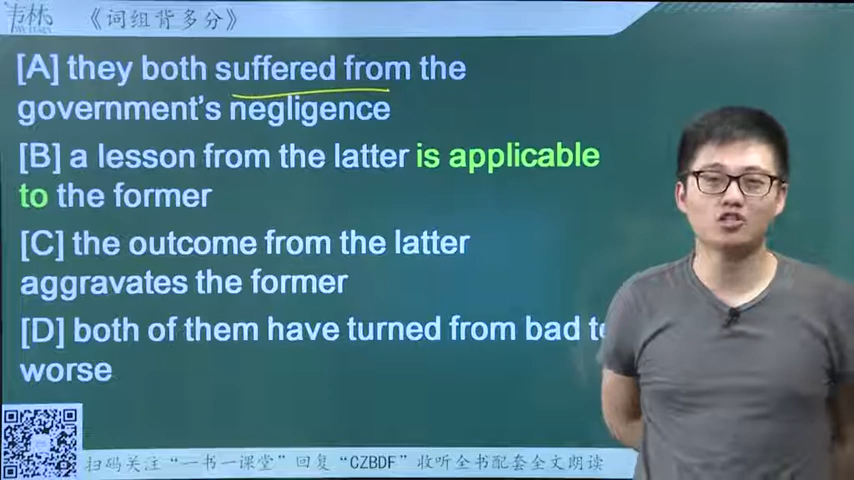 韦林
《词组背多分》
[A] they both suffered from the
government's negligence
[B] a lesson from the latter is applicable
to the former
[C] the outcome from the latter
aggravates the former
[D] both of them have turned from bad to
worse
扫码关注“一书一课堂”回复“CZBDF”收听全书配套全文朗读